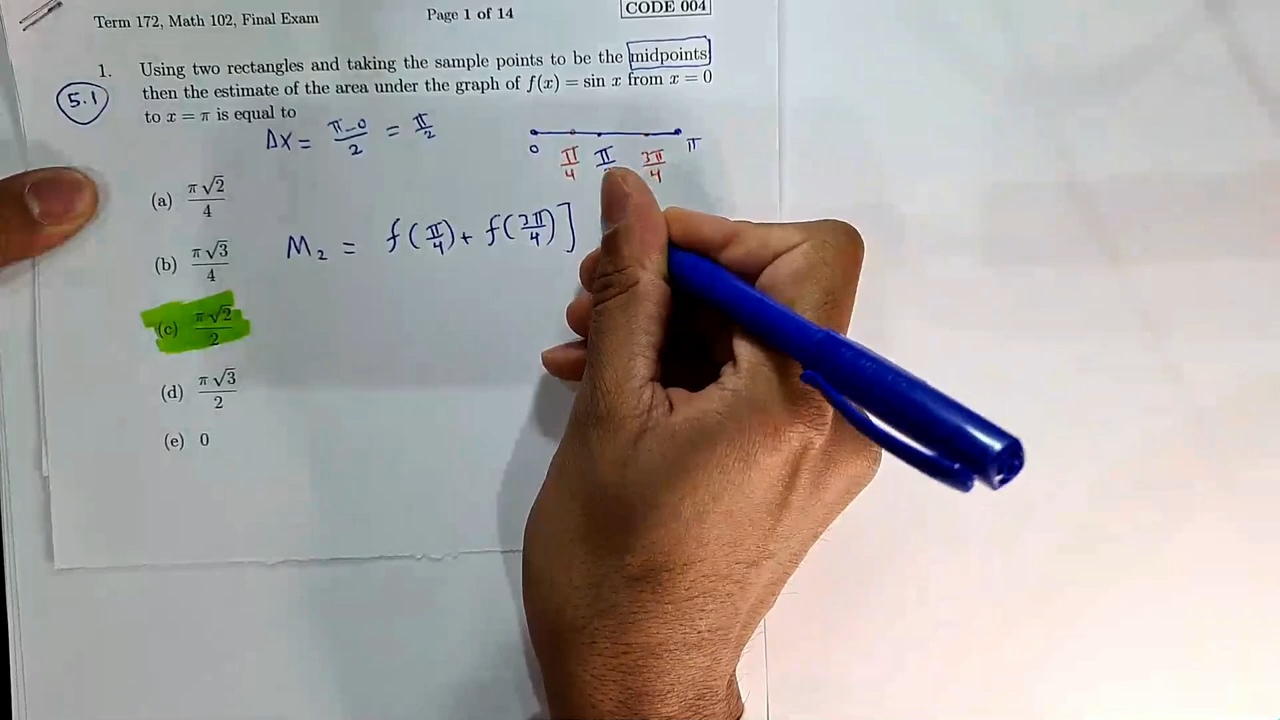 Term 172, Math 102, Final Exam Page 1 of 14 CODE 004
1. Using two rectangles and taking the sample points to be the midpoints
5.1 then the estimate of the area under the graph of f(x) = sin x from x = 0
to x = π is equal to
Δx = (π-0)/2 = π/2
0 π/4 π 3π/4 π
(a) π√2/4
M₂ = f(π/4) + f(3π/4)]
(b) π√3/4
(c) π√2/2
(d) π√3/2
(e) 0